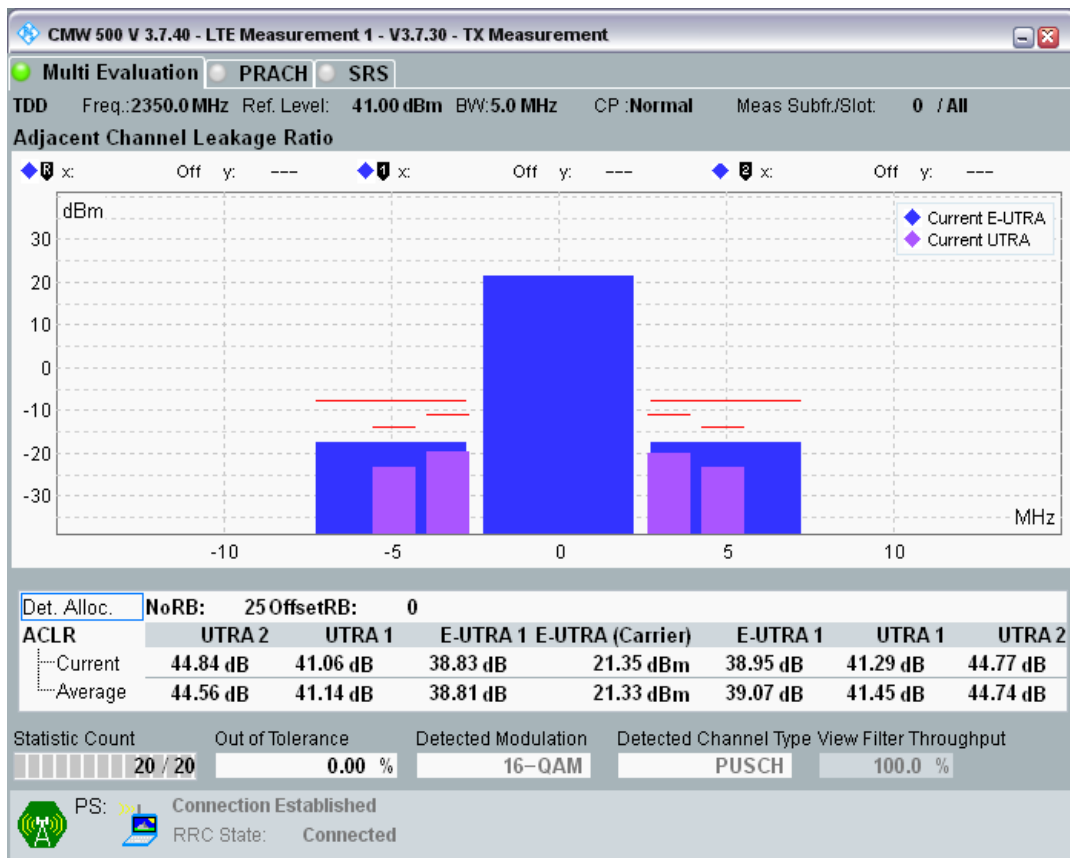 CMW 500 V 3.7.40 - LTE Measurement 1 - V3.7.30 - TX Measurement
Multi Evaluation PRACH SRS
TDD Freq.:2350.0 MHz Ref. Level: 41.00 dBm BW:5.0 MHz CP :Normal Meas Subfr./Slot: 0 / All
Adjacent Channel Leakage Ratio
R x: Off y: --- 1 x: Off y: --- 2 x: Off y: ---
dBm
Current E-UTRA
Current UTRA
30
20
10
0
-10
-20
-30
MHz
-10 -5 0 5 10
Det. Alloc. NoRB: 25 OffsetRB: 0
ACLR UTRA 2 UTRA 1 E-UTRA 1 E-UTRA (Carrier) E-UTRA 1 UTRA 1 UTRA 2
Current 44.84 dB 41.06 dB 38.83 dB 21.35 dBm 38.95 dB 41.29 dB 44.77 dB
Average 44.56 dB 41.14 dB 38.81 dB 21.33 dBm 39.07 dB 41.45 dB 44.74 dB
Statistic Count Out of Tolerance Detected Modulation Detected Channel Type View Filter Throughput
20 / 20 0.00 % 16-QAM PUSCH 100.0 %
PS: Connection Established
RRC State: Connected